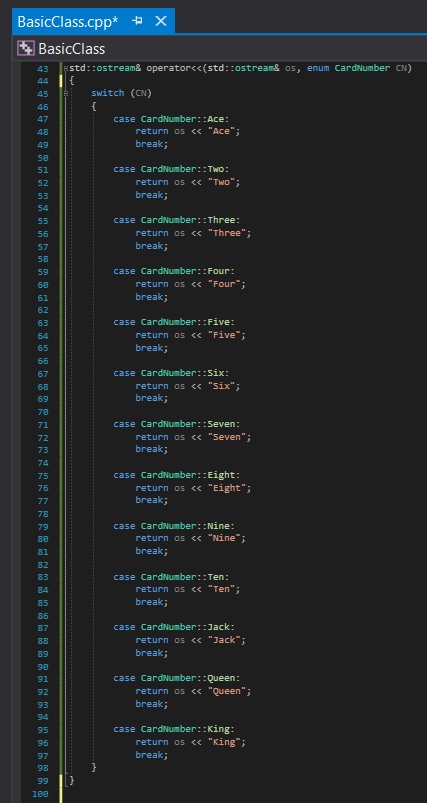 BasicClass.cpp*
BasicClass
43 std::ostream& operator<<(std::ostream& os, enum CardNumber CN)
44 {
45     switch (CN)
46     {
47         case CardNumber::Ace:
48             return os << "Ace";
49             break;
50
51         case CardNumber::Two:
52             return os << "Two";
53             break;
54
55         case CardNumber::Three:
56             return os << "Three";
57             break;
58
59         case CardNumber::Four:
60             return os << "Four";
61             break;
62
63         case CardNumber::Five:
64             return os << "Five";
65             break;
66
67         case CardNumber::Six:
68             return os << "Six";
69             break;
70
71         case CardNumber::Seven:
72             return os << "Seven";
73             break;
74
75         case CardNumber::Eight:
76             return os << "Eight";
77             break;
78
79         case CardNumber::Nine:
80             return os << "Nine";
81             break;
82
83         case CardNumber::Ten:
84             return os << "Ten";
85             break;
86
87         case CardNumber::Jack:
88             return os << "Jack";
89             break;
90
91         case CardNumber::Queen:
92             return os << "Queen";
93             break;
94
95         case CardNumber::King:
96             return os << "King";
97             break;
98     }
99 }
100